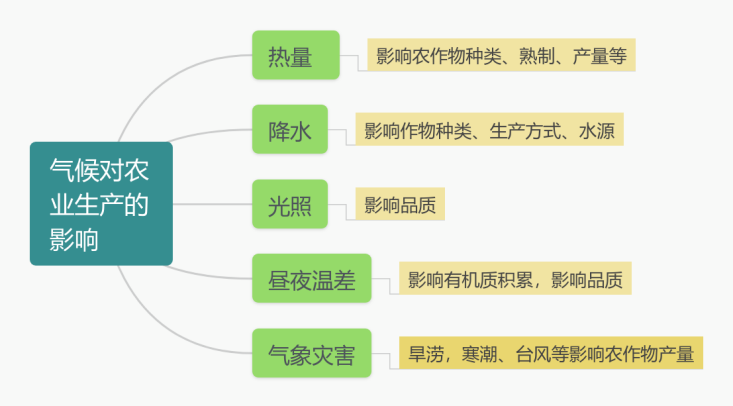 热量
影响农作物种类、熟制、产量等
降水
影响作物种类、生产方式、水源
气候对农
业生产的
影响
光照
影响品质
昼夜温差
影响有机质积累，影响品质
气象灾害
旱涝，寒潮、台风等影响农作物产量